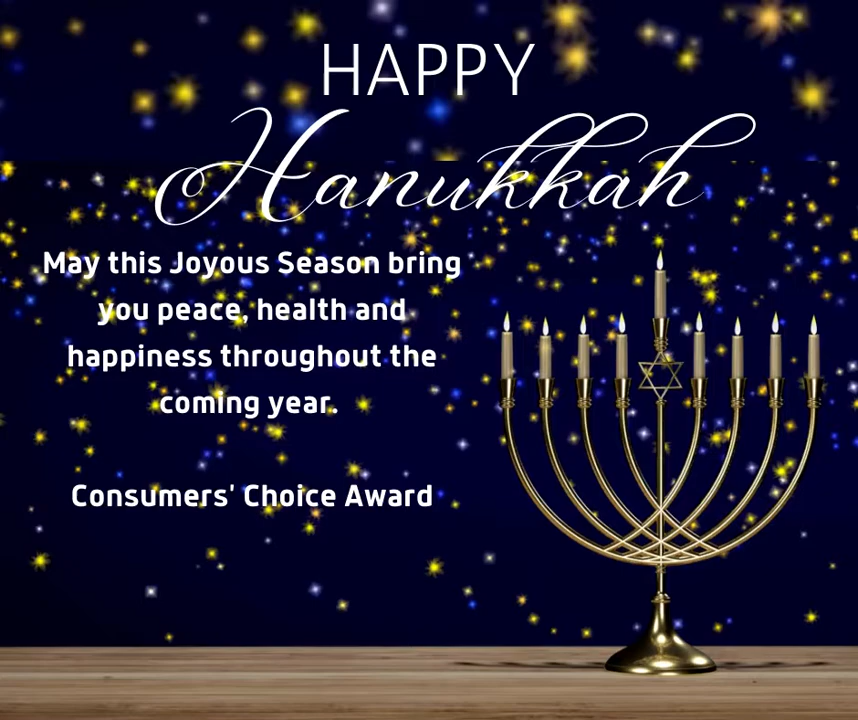 HAPPY
Hanukkah
May this Joyous Season bring
you peace, health and
happiness throughout the
coming year.
Consumers' Choice Award